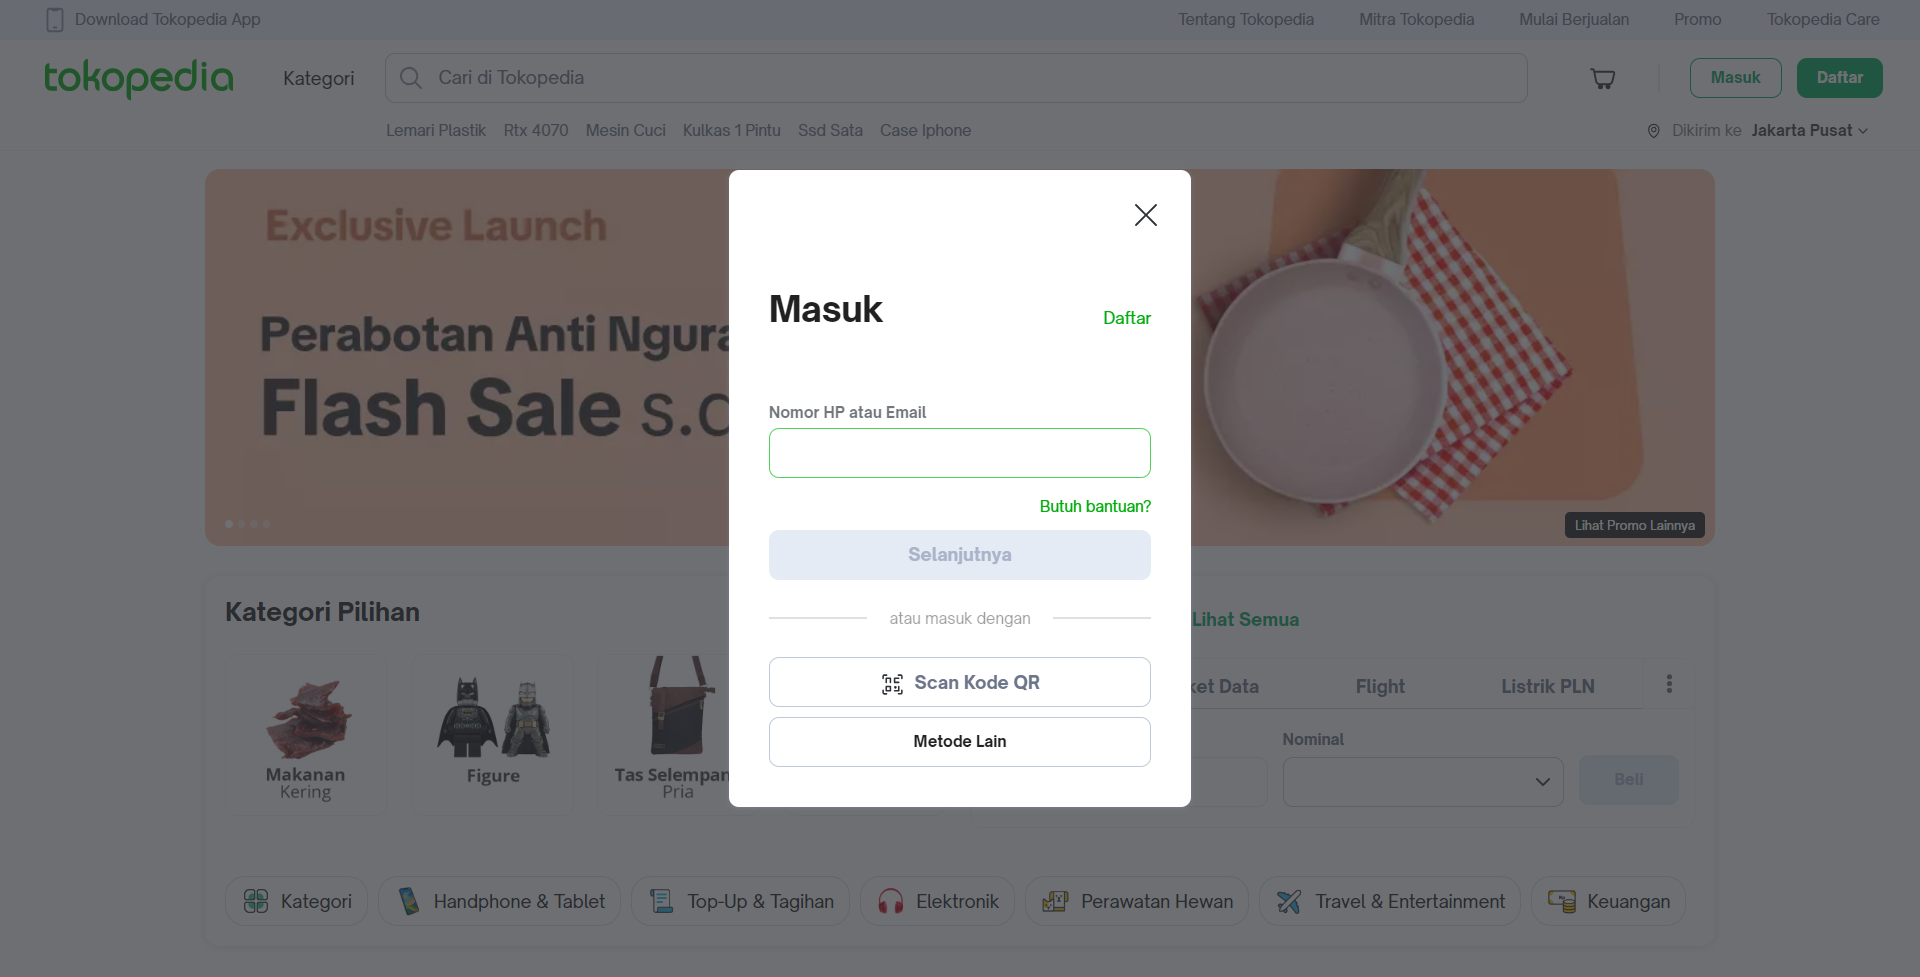 Download Tokopedia App
Tentang Tokopedia
Mitra Tokopedia
Mulai Berjualan
Promo
Tokopedia Care
tokopedia
Kategori
Cari di Tokopedia
Masuk
Daftar
Lemari Plastik
Rtx 4070
Mesin Cuci
Kulkas 1 Pintu
Ssd Sata
Case Iphone
Dikirim ke Jakarta Pusat
Exclusive Launch
Perabotan Anti
Flash Sale
Lihat Promo Lainnya
Masuk
Daftar
Nomor HP atau Email
Butuh bantuan?
Selanjutnya
atau masuk dengan
Scan Kode QR
Metode Lain
Kategori Pilihan
Lihat Semua
Makanan
Kering
Figure
Tas Selempan
Pria
Data
Flight
Listrik PLN
Nominal
Beli
Kategori
Handphone & Tablet
Top-Up & Tagihan
Elektronik
Perawatan Hewan
Travel & Entertainment
Keuangan